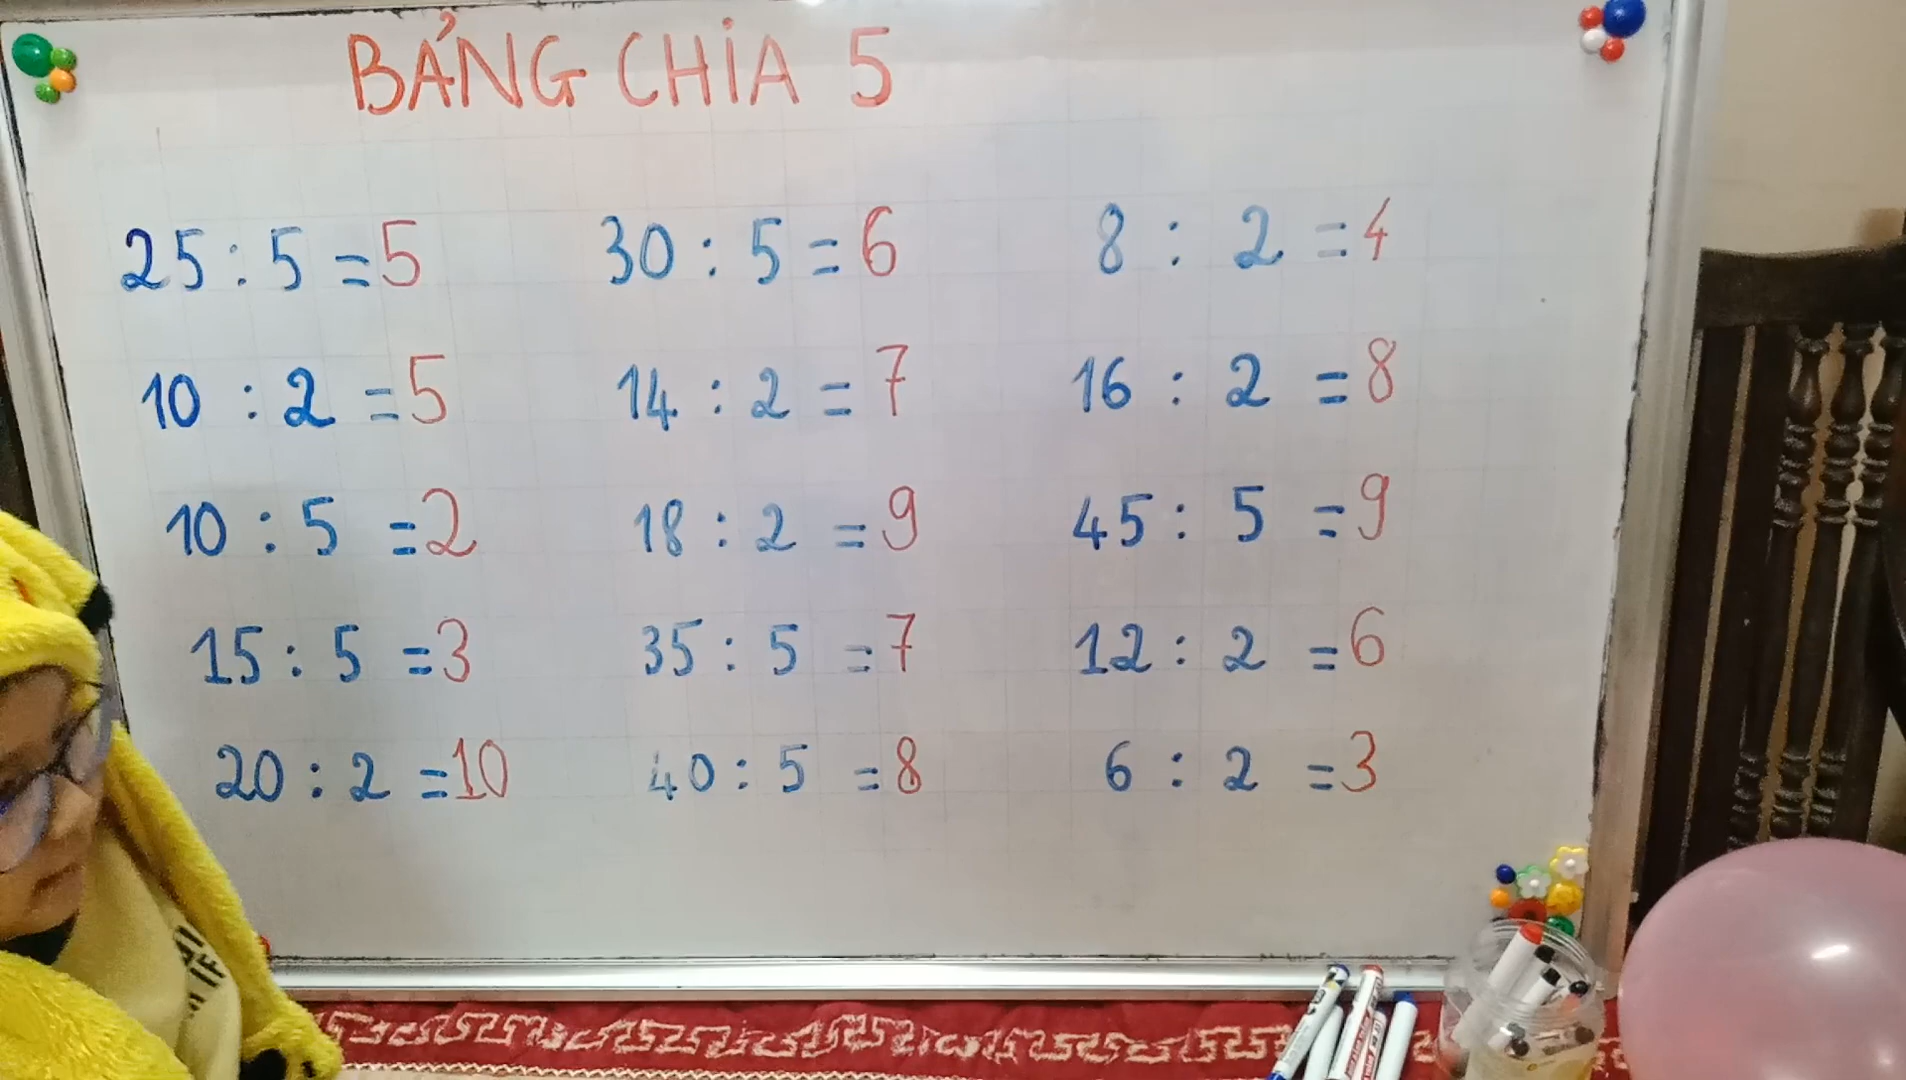 BẢNG CHIA 5
25 : 5 = 5 30 : 5 = 6 8 : 2 = 4
10 : 2 = 5 14 : 2 = 7 16 : 2 = 8
10 : 5 = 2 18 : 2 = 9 45 : 5 = 9
15 : 5 = 3 35 : 5 = 7 12 : 2 = 6
20 : 2 = 10 40 : 5 = 8 6 : 2 = 3